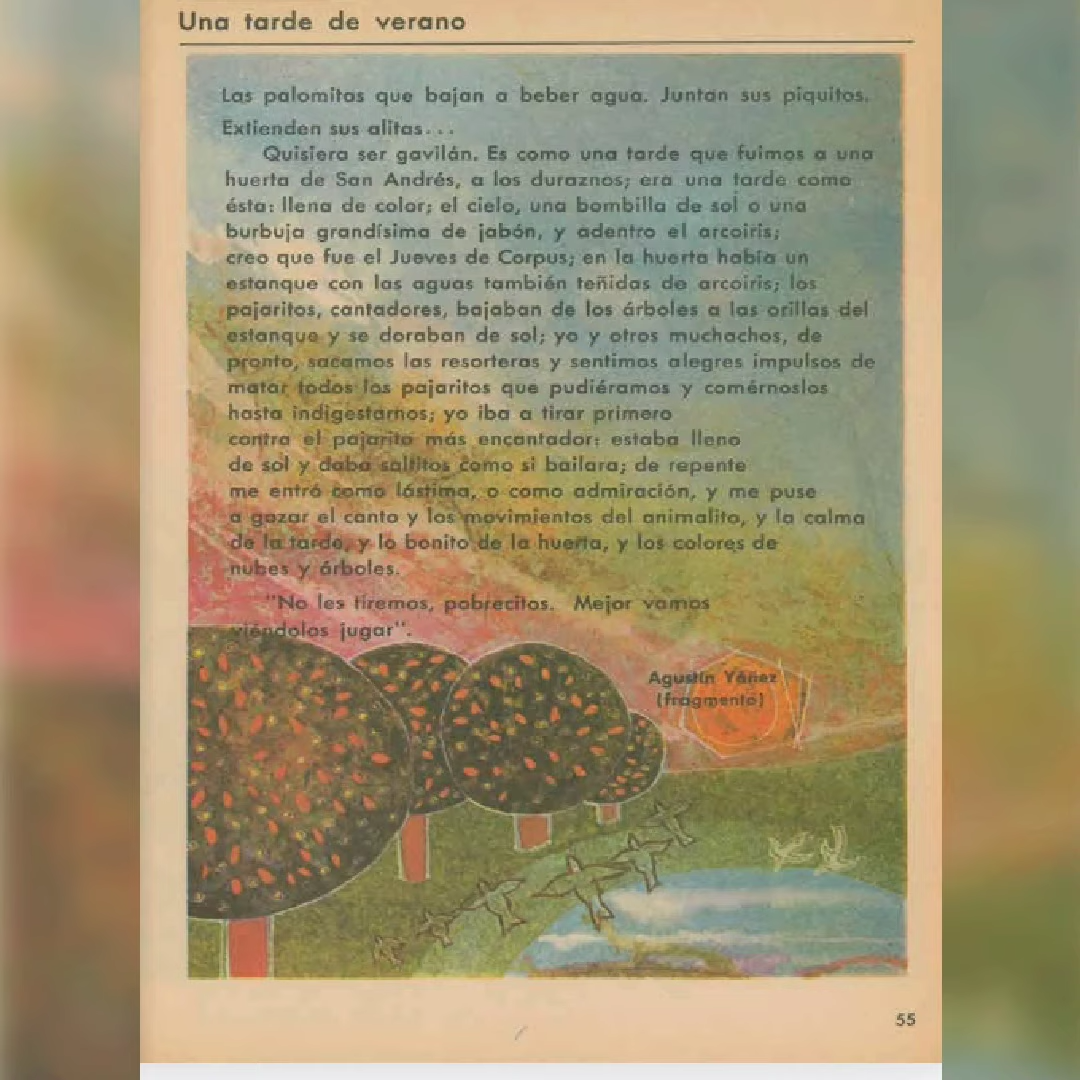 Una tarde de verano
Las palomitas que bajan a beber agua. Juntan sus piquitos.
Extienden sus alitas...
Quisiera ser gavilán. Es como una tarde que fuimos a una
huerta de San Andrés, a los duraznos; era una tarde como
ésta: llena de color; el cielo, una bombilla de sol o una
burbuja grandísima de jabón, y adentro el arcoiris;
creo que fue el Jueves de Corpus; en la huerta había un
estanque con las aguas también teñidas de arcoiris; los
pajaritos, cantadores, bajaban de los árboles a las orillas del
estanque y se doraban de sol; yo y otros muchachos, de
pronto, sacamos las resorteras y sentimos alegres impulsos de
matar todos los pajaritos que pudiéramos y comérnoslos
hasta indigestarnos; yo iba a tirar primero
contra el pajarito más encantador: estaba lleno
de sol y daba saltitos como si bailara; de repente
me entró como lástima, o como admiración, y me puse
a gozar el canto y los movimientos del animalito, y la calma
de la tarde, y lo bonito de la huerta, y los colores de
nubes y árboles.
"No les tiremos, pobrecitos. Mejor vamos
viéndolos jugar".
Agustín Yáñez
(fragmento)
55